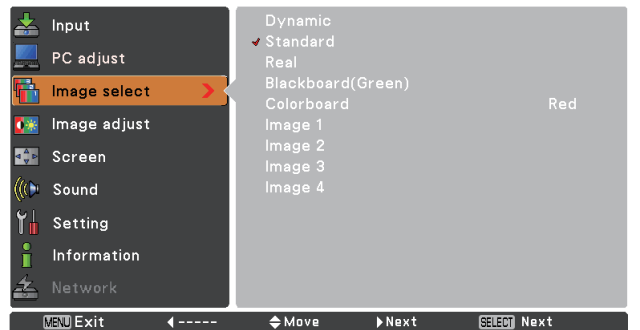 Input
PC adjust
Image select
Image adjust
Screen
Sound
Setting
Information
Network
Dynamic
Standard
Real
Blackboard(Green)
Colorboard Red
Image 1
Image 2
Image 3
Image 4
MENU Exit ----- Move Next SELECT Next